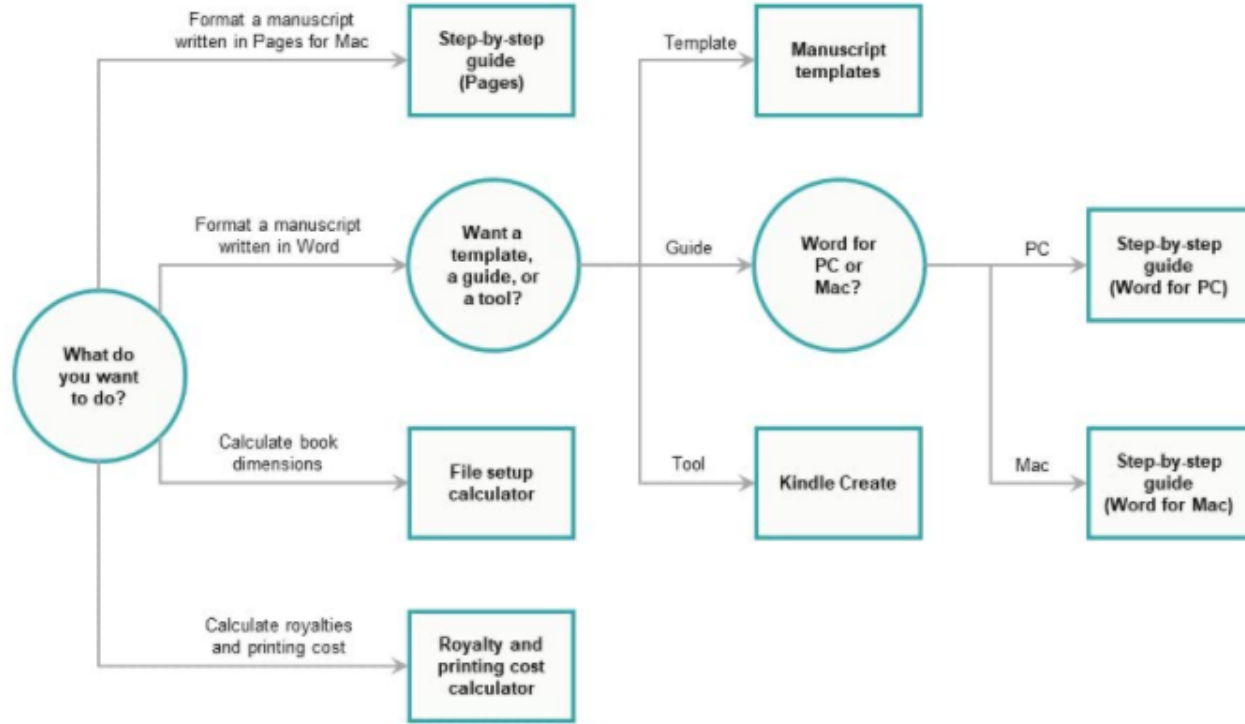 Format a manuscript
written in Pages for Mac
Step-by-step
guide
(Pages)
Template
Manuscript
templates
Format a manuscript
written in Word
Want a
template,
a guide, or
a tool?
Guide
Word for
PC or
Mac?
PC
Step-by-step
guide
(Word for PC)
What do
you want
to do?
Calculate book
dimensions
File setup
calculator
Tool
Kindle Create
Mac
Step-by-step
guide
(Word for Mac)
Calculate royalties
and printing cost
Royalty and
printing cost
calculator